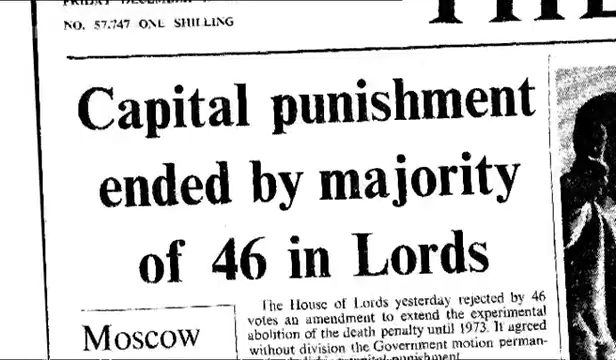 NO. 57,747 ONE SHILLING
Capital punishment
ended by majority
of 46 in Lords
Moscow
The House of Lords yesterday rejected by 46
votes an amendment to extend the experimental
abolition of the death penalty until 1973. It agreed
without division the Government motion perman-
capital punishment